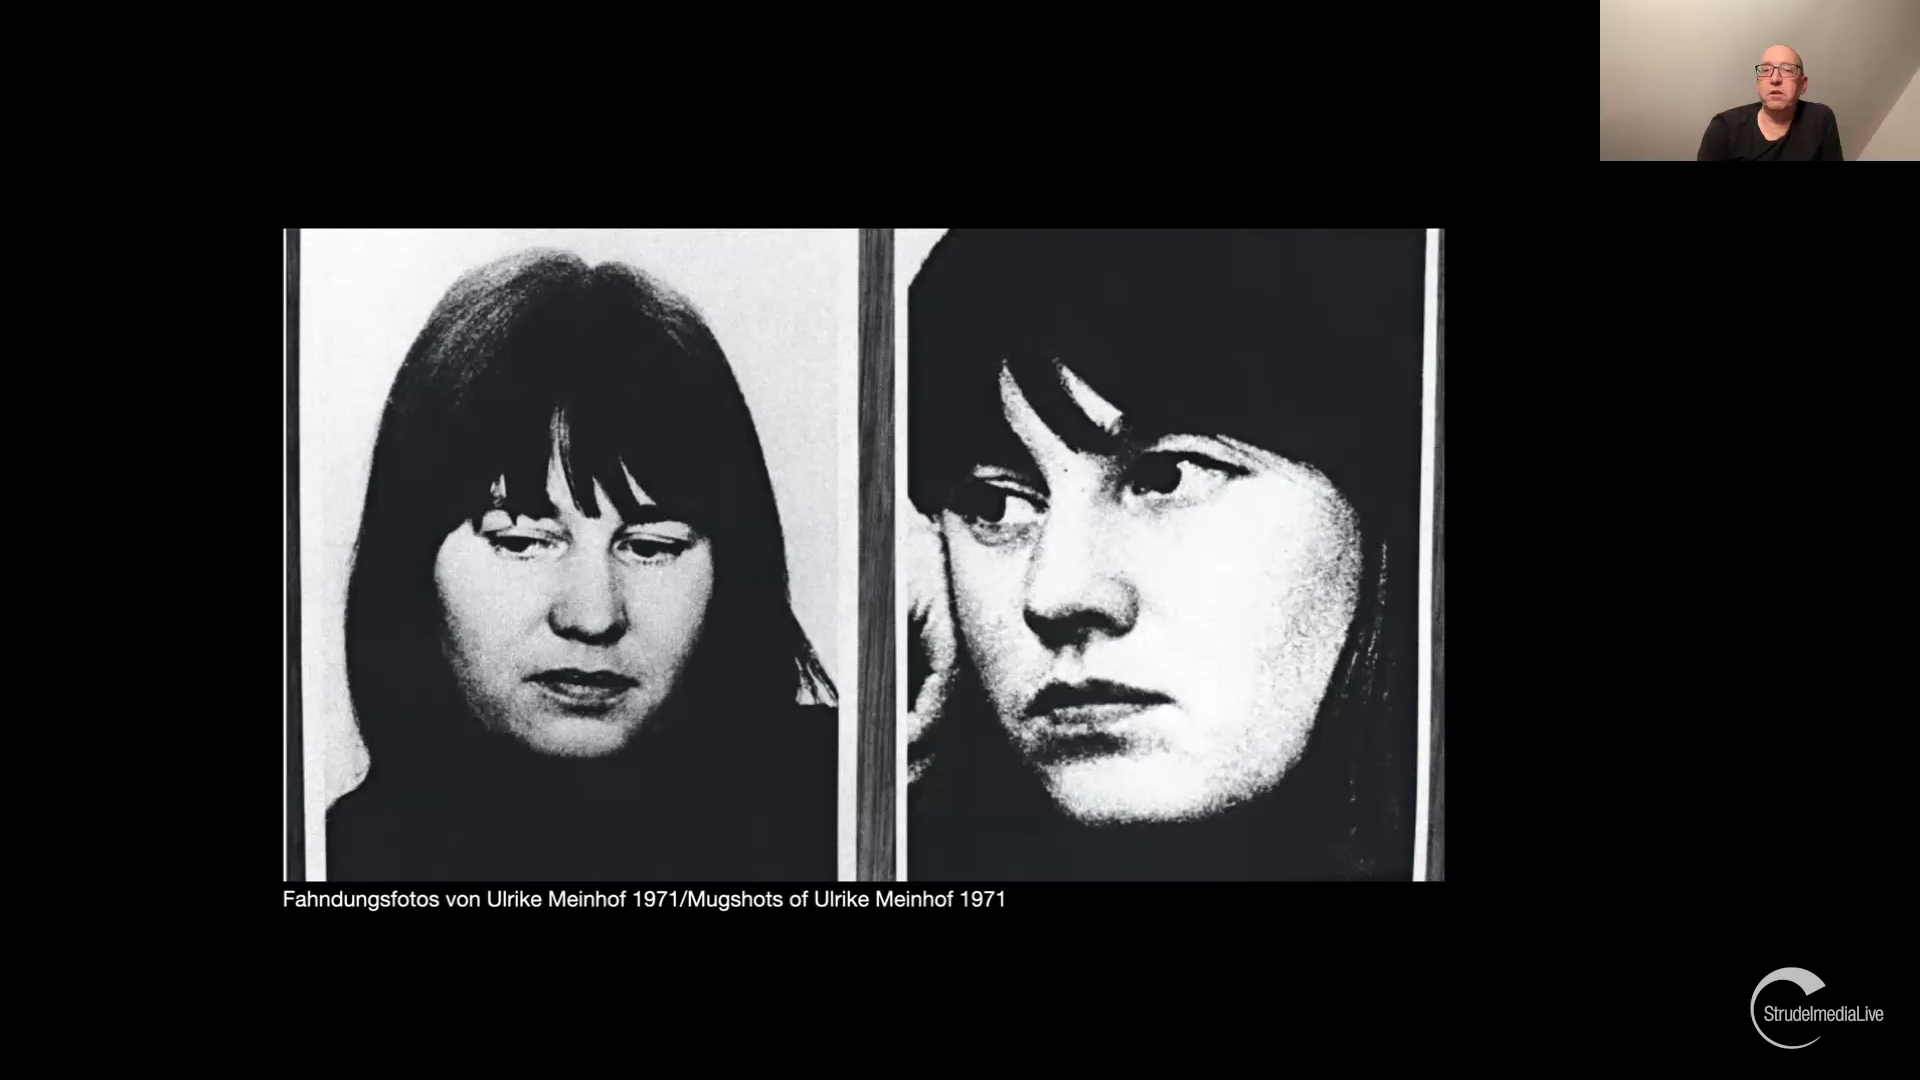 Fahndungsfotos von Ulrike Meinhof 1971/Mugshots of Ulrike Meinhof 1971
StrudelmediaLive